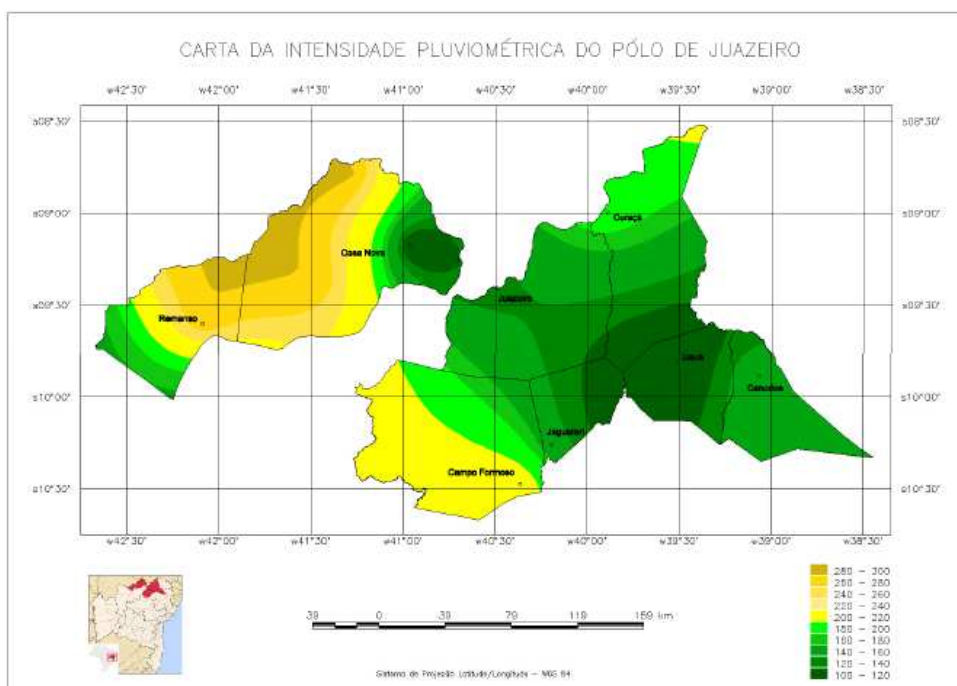 CARTA DA INTENSIDADE PLUVIOMÉTRICA DO PÓLO DE JUAZEIRO
w42°30' w42°00' w41°30' w41°00' w40°30' w40°00' w39°30' w39°00' w38°30'
s08°30' s08°30'
s09°00' s09°00'
Curaçá
Casa Nova
s09°30' Juazeiro s09°30'
Remanso
Uauá
Canudos
s10°00' s10°00'
Jaguarari
Campo Formoso
s10°30' s10°30'
w42°30' w42°00' w41°30' w41°00' w40°30' w40°00' w39°30' w39°00' w38°30'
280 – 300
260 – 280
240 – 260
220 – 240
200 – 220
180 – 200
160 – 180
140 – 160
120 – 140
100 – 120
39 0 39 79 119 159 km
Sistema de Projeção Latitude/Longitude – WGS 84